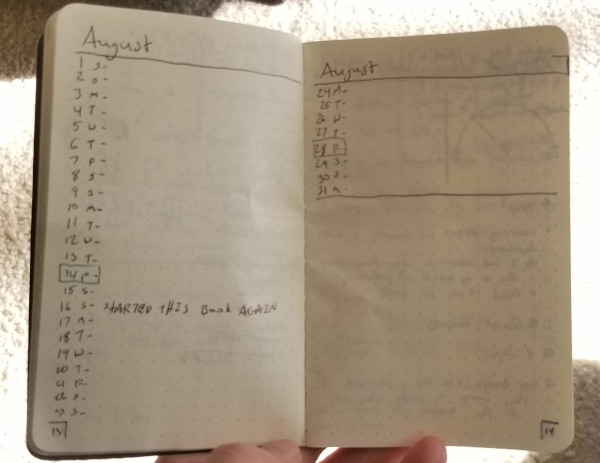 August
1 S-
2 S-
3 M-
4 T-
5 W-
6 T-
7 F-
8 S-
9 S-
10 M-
11 T-
12 W-
13 T-
14 F-
15 S-
16 S- STARTED THIS BOOK AGAIN
17 M-
18 T-
19 W-
20 T-
21 F-
22 S-
23 S-
13
August
24 M-
25 T-
26 W-
27 T-
28 F-
29 S-
30 S-
31 M-
14